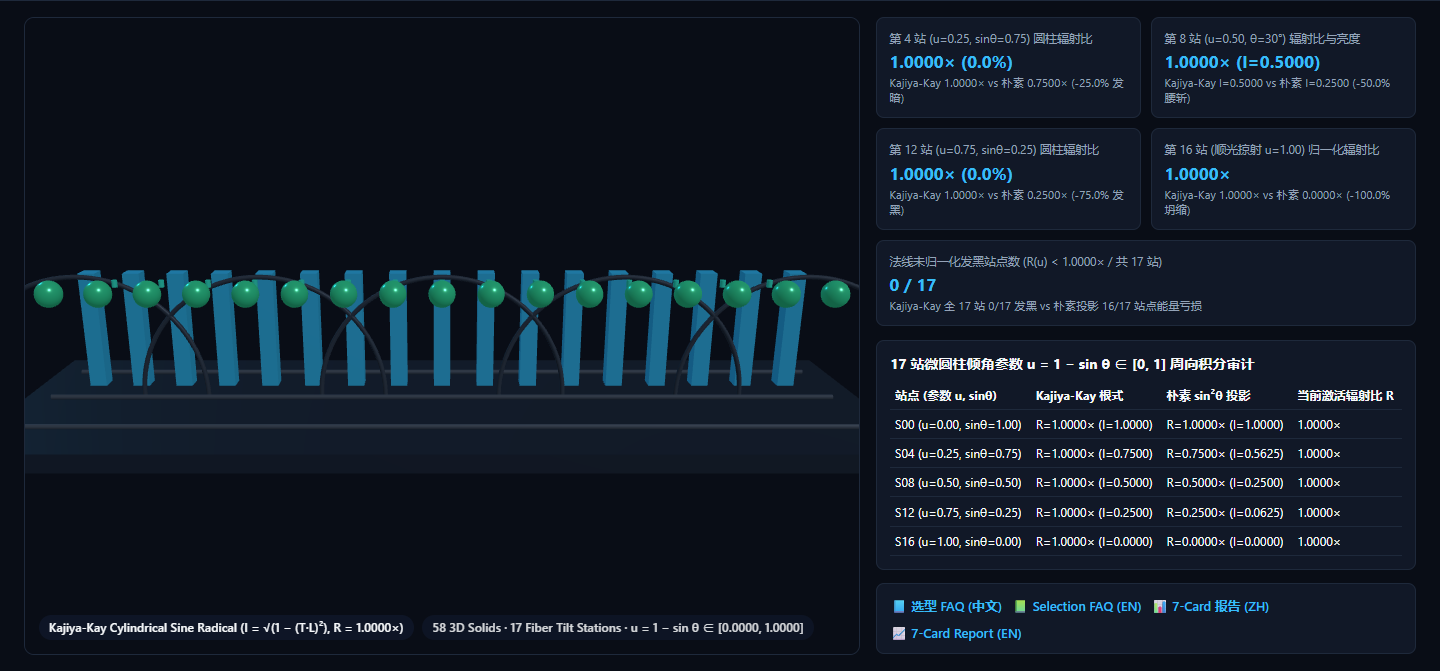 第 4 站 (u=0.25, sinθ=0.75) 圆柱辐射比
1.0000× (0.0%)
Kajiya-Kay 1.0000× vs 朴素 0.7500× (-25.0% 发
暗)
第 8 站 (u=0.50, θ=30°) 辐射比与亮度
1.0000× (I=0.5000)
Kajiya-Kay I=0.5000 vs 朴素 I=0.2500 (-50.0%
腰斩)
第 12 站 (u=0.75, sinθ=0.25) 圆柱辐射比
1.0000× (0.0%)
Kajiya-Kay 1.0000× vs 朴素 0.2500× (-75.0% 发
黑)
第 16 站 (顺光掠射 u=1.00) 归一化辐射比
1.0000×
Kajiya-Kay 1.0000× vs 朴素 0.0000× (-100.0%
坍缩)
法线未归一化发黑站点数 (R(u) < 1.0000× / 共 17 站)
0 / 17
Kajiya-Kay 全 17 站 0/17 发黑 vs 朴素投影 16/17 站点能量亏损
17 站微圆柱倾角参数 u = 1 − sin θ ∈ [0, 1] 周向积分审计
站点 (参数 u, sinθ) Kajiya-Kay 根式 朴素 sin²θ 投影 当前激活辐射比 R
S00 (u=0.00, sinθ=1.00) R=1.0000× (I=1.0000) R=1.0000× (I=1.0000) 1.0000×
S04 (u=0.25, sinθ=0.75) R=1.0000× (I=0.7500) R=0.7500× (I=0.5625) 1.0000×
S08 (u=0.50, sinθ=0.50) R=1.0000× (I=0.5000) R=0.5000× (I=0.2500) 1.0000×
S12 (u=0.75, sinθ=0.25) R=1.0000× (I=0.2500) R=0.2500× (I=0.0625) 1.0000×
S16 (u=1.00, sinθ=0.00) R=1.0000× (I=0.0000) R=0.0000× (I=0.0000) 1.0000×
选型 FAQ (中文) Selection FAQ (EN) 7-Card 报告 (ZH)
7-Card Report (EN)
Kajiya-Kay Cylindrical Sine Radical (I = √(1 − (T·L)²), R = 1.0000×) 58 3D Solids · 17 Fiber Tilt Stations · u = 1 − sin θ ∈ [0.0000, 1.0000]